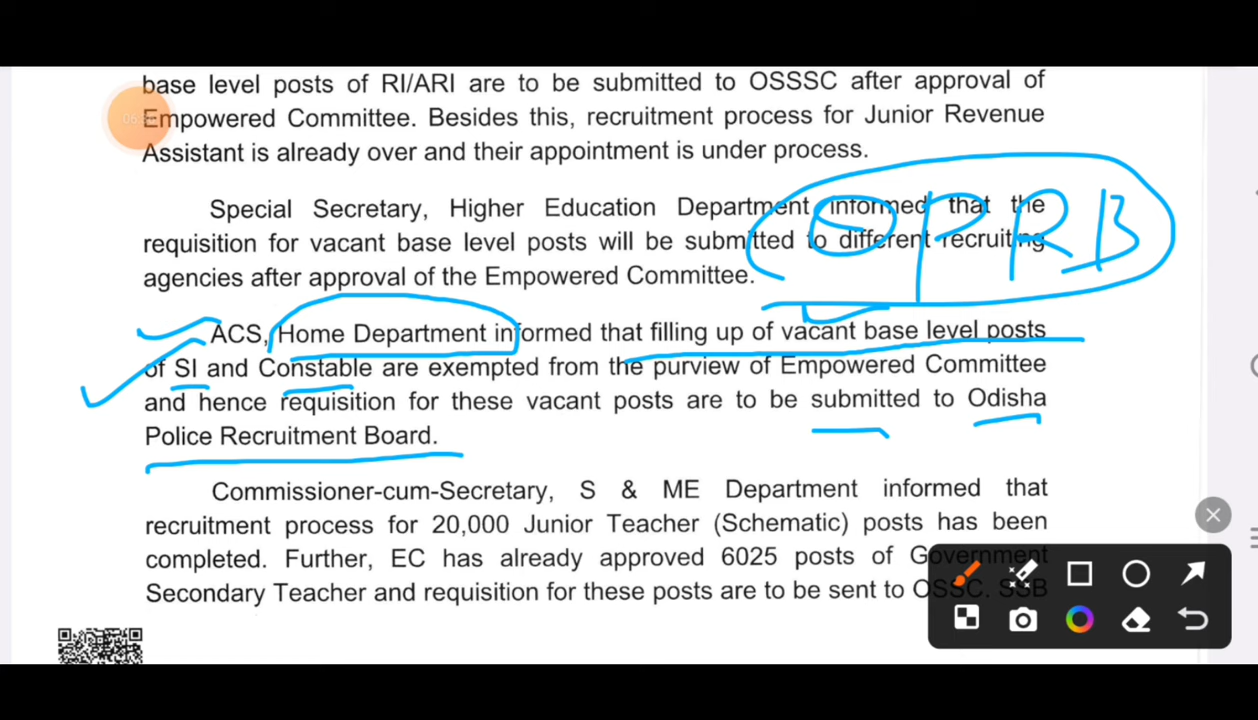 base level posts of RI/ARI are to be submitted to OSSSC after approval of
Empowered Committee. Besides this, recruitment process for Junior Revenue
Assistant is already over and their appointment is under process.
Special Secretary, Higher Education Department informed that the
requisition for vacant base level posts will be submitted to different recruiting
agencies after approval of the Empowered Committee.
OPRB
ACS, Home Department informed that filling up of vacant base level posts
of SI and Constable are exempted from the purview of Empowered Committee
and hence requisition for these vacant posts are to be submitted to Odisha
Police Recruitment Board.
Commissioner-cum-Secretary, S & ME Department informed that
recruitment process for 20,000 Junior Teacher (Schematic) posts has been
completed. Further, EC has already approved 6025 posts of Government
Secondary Teacher and requisition for these posts are to be sent to OSSC. SSB